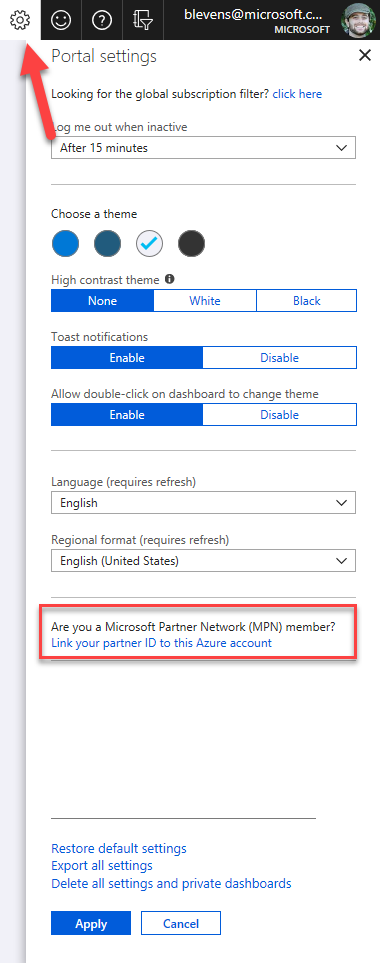 blevens@microsoft.c...
MICROSOFT
Portal settings
Looking for the global subscription filter? click here
Log me out when inactive
After 15 minutes
Choose a theme
High contrast theme
None White Black
Toast notifications
Enable Disable
Allow double-click on dashboard to change theme
Enable Disable
Language (requires refresh)
English
Regional format (requires refresh)
English (United States)
Are you a Microsoft Partner Network (MPN) member?
Link your partner ID to this Azure account
Restore default settings
Export all settings
Delete all settings and private dashboards
Apply Cancel